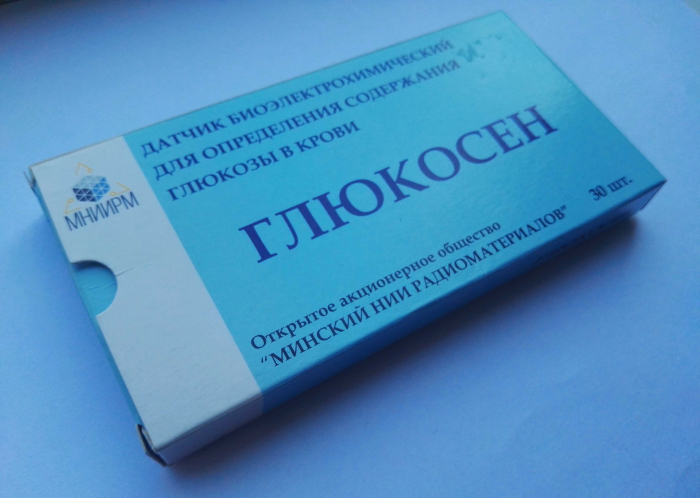 ДАТЧИК БИОЭЛЕКТРОХИМИЧЕСКИЙ
ДЛЯ ОПРЕДЕЛЕНИЯ СОДЕРЖАНИЯ "И"
ГЛЮКОЗЫ В КРОВИ
МНИИРМ
ГЛЮКОСЕН
30 шт.
Открытое акционерное общество
"МИНСКИЙ НИИ РАДИОМАТЕРИАЛОВ"